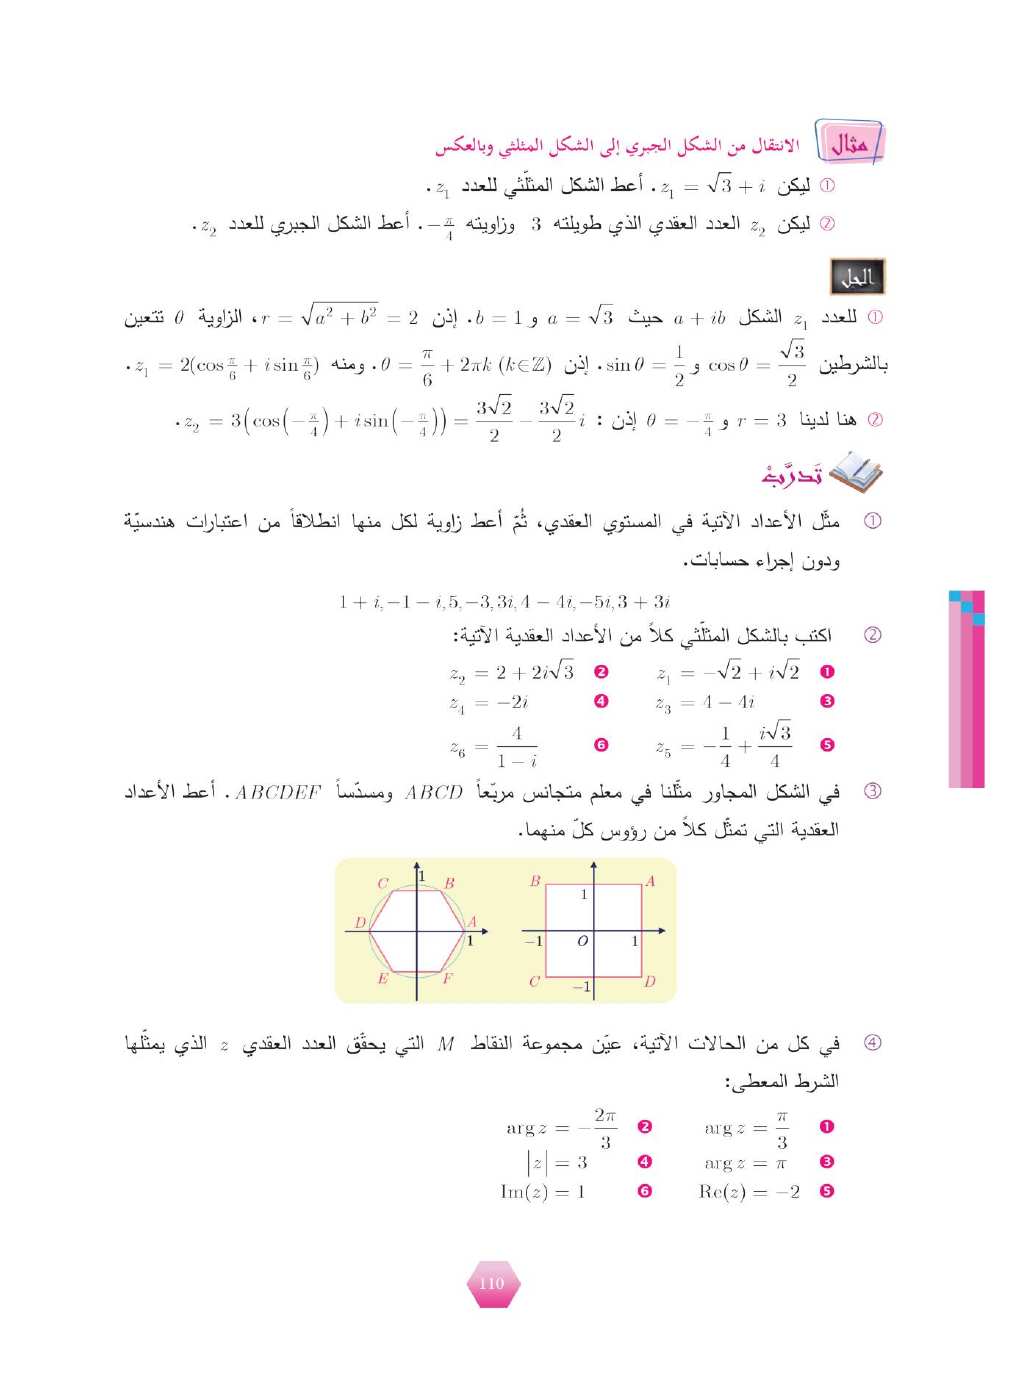 مثال الانتقال من الشكل الجبري إلى الشكل المثلثي وبالعكس
① ليكن z₁ = √3 + i. أعط الشكل المثلّثي للعدد z₁.
② ليكن z₂ العدد العقدي الذي طويلته 3 وزاويته −π/4. أعط الشكل الجبري للعدد z₂.
الحل
① للعدد z₁ الشكل a + ib حيث a = √3 و b = 1. إذن r = √(a² + b²) = 2، الزاوية θ تتعين
بالشرطين cos θ = √3/2 و sin θ = 1/2. إذن θ = π/6 + 2πk (k∈ℤ). ومنه z₁ = 2(cos π/6 + i sin π/6).
② هنا لدينا r = 3 و θ = −π/4 إذن : z₂ = 3(cos(−π/4) + i sin(−π/4)) = 3√2/2 − 3√2/2 i.
تَدرَّبْ
① مثّل الأعداد الآتية في المستوي العقدي، ثُمّ أعط زاوية لكل منها انطلاقاً من اعتبارات هندسيّة
ودون إجراء حسابات.
1 + i, −1 − i, 5, −3, 3i, 4 − 4i, −5i, 3 + 3i
② اكتب بالشكل المثلّثي كلاً من الأعداد العقدية الآتية:
❶ z₁ = −√2 + i√2 ❷ z₂ = 2 + 2i√3
❸ z₃ = 4 − 4i ❹ z₄ = −2i
❺ z₅ = −1/4 + i√3/4 ❻ z₆ = 4/(1 − i)
③ في الشكل المجاور مثّلنا في معلم متجانس مربّعاً ABCD ومسدّساً ABCDEF. أعط الأعداد
العقدية التي تمثّل كلاً من رؤوس كلّ منهما.
C 1 B
D A
1
E F
B A
1
−1 O 1
C D
−1
④ في كل من الحالات الآتية، عيّن مجموعة النقاط M التي يحقّق العدد العقدي z الذي يمثّلها
الشرط المعطى:
❶ arg z = π/3 ❷ arg z = −2π/3
❸ arg z = π ❹ |z| = 3
❺ Re(z) = −2 ❻ Im(z) = 1
110